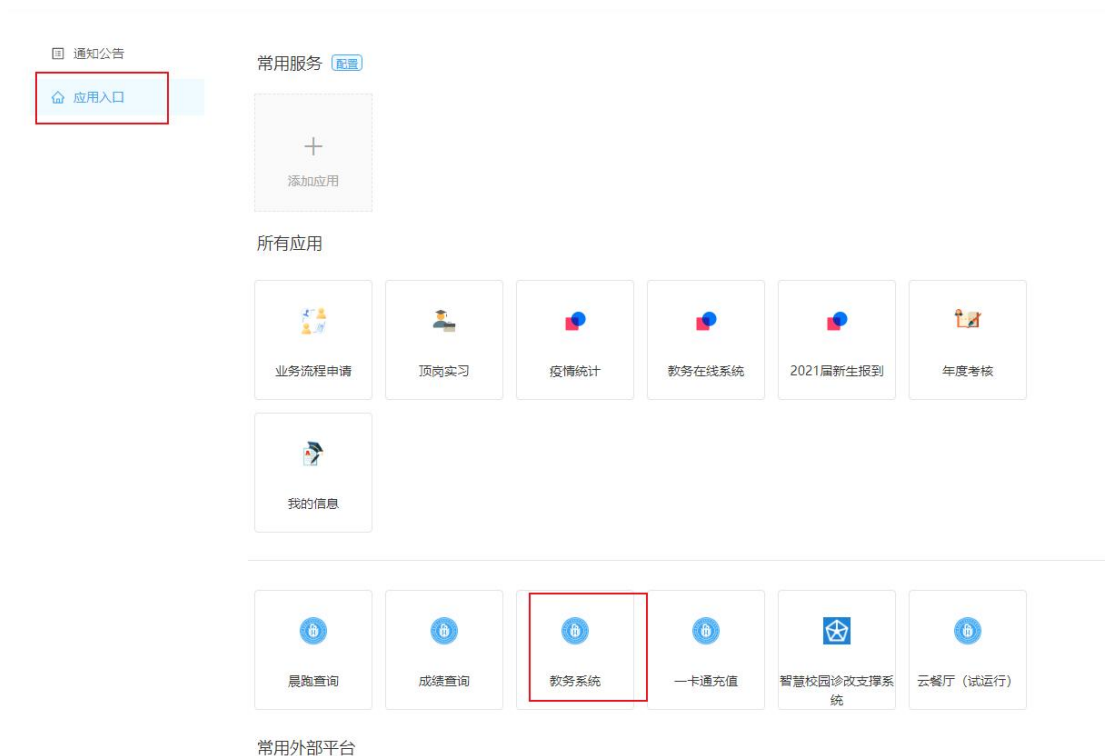 通知公告
应用入口
常用服务 配置
添加应用
所有应用
业务流程申请
顶岗实习
疫情统计
教务在线系统
2021届新生报到
年度考核
我的信息
晨跑查询
成绩查询
教务系统
一卡通充值
智慧校园诊改支撑系
统
云餐厅（试运行）
常用外部平台